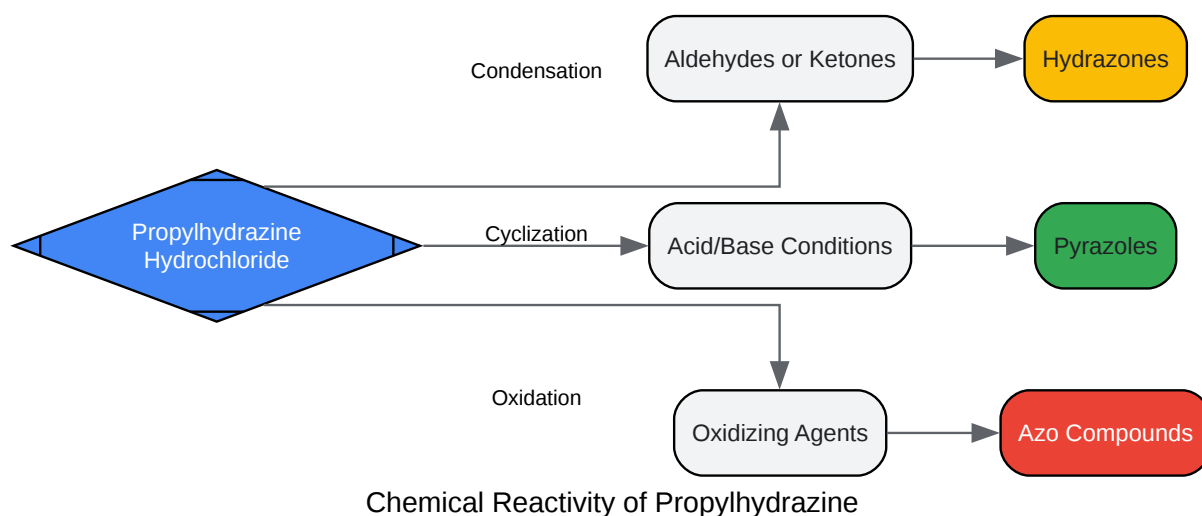 Condensation
Aldehydes or Ketones
Hydrazones
Propylhydrazine
Hydrochloride
Cyclization
Acid/Base Conditions
Pyrazoles
Oxidation
Oxidizing Agents
Azo Compounds
Chemical Reactivity of Propylhydrazine